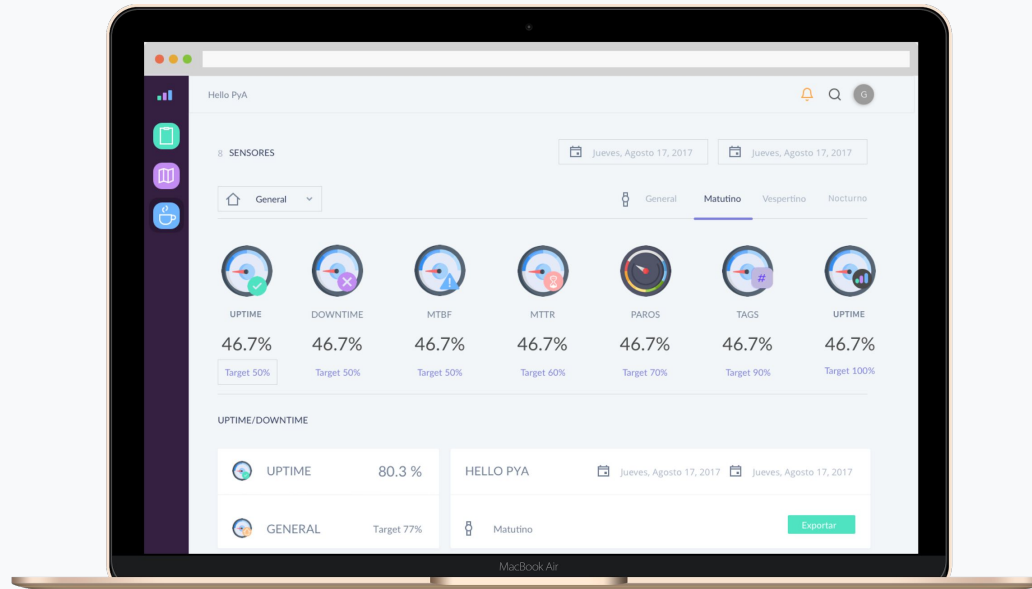 Hello PyA
G
8 SENSORES
Jueves, Agosto 17, 2017 Jueves, Agosto 17, 2017
General
General Matutino Vespertino Nocturno
#
UPTIME DOWNTIME MTBF MTTR PAROS TAGS UPTIME
46.7% 46.7% 46.7% 46.7% 46.7% 46.7% 46.7%
Target 50% Target 50% Target 50% Target 60% Target 70% Target 90% Target 100%
UPTIME/DOWNTIME
UPTIME 80.3 % HELLO PYA Jueves, Agosto 17, 2017 Jueves, Agosto 17, 2017
GENERAL Target 77% Matutino Exportar
MacBook Air